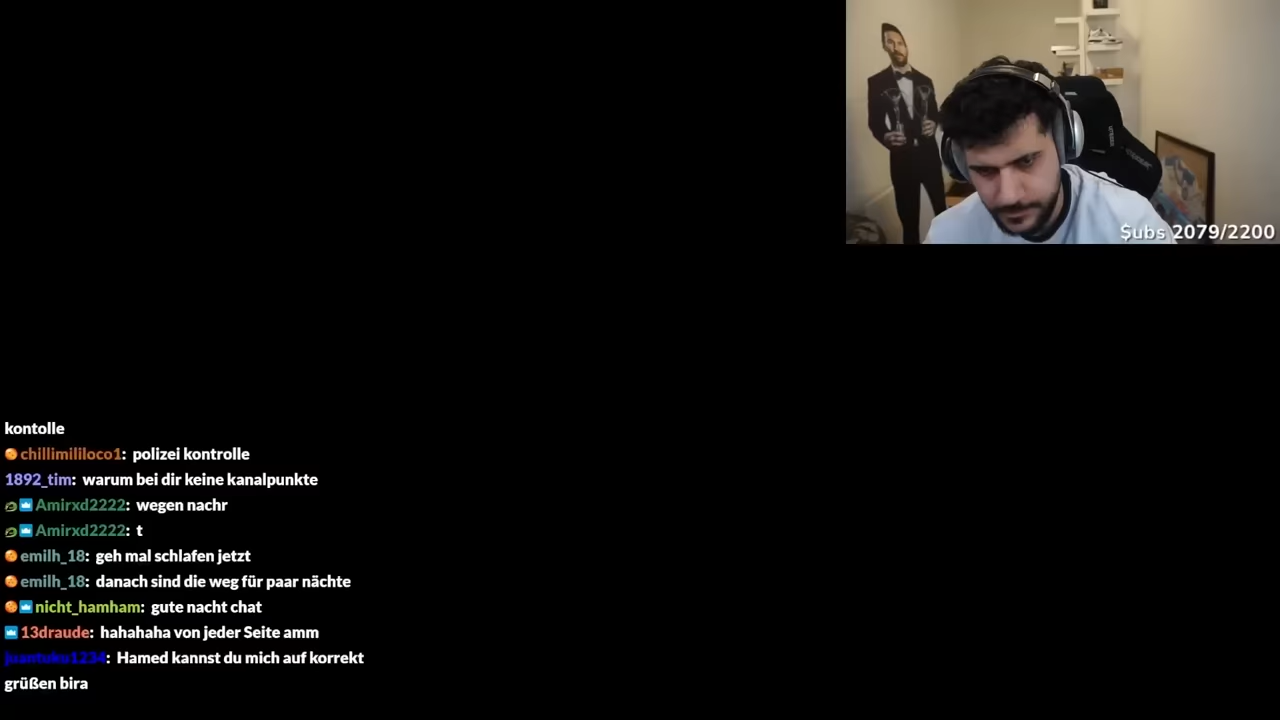 $ubs 2079/2200
kontolle
chillimililoco1: polizei kontrolle
1892_tim: warum bei dir keine kanalpunkte
Amirxd2222: wegen nachr
Amirxd2222: t
emilh_18: geh mal schlafen jetzt
emilh_18: danach sind die weg für paar nächte
nicht_hamham: gute nacht chat
13draude: hahahaha von jeder Seite amm
juantuku1234: Hamed kannst du mich auf korrekt
grüßen bira